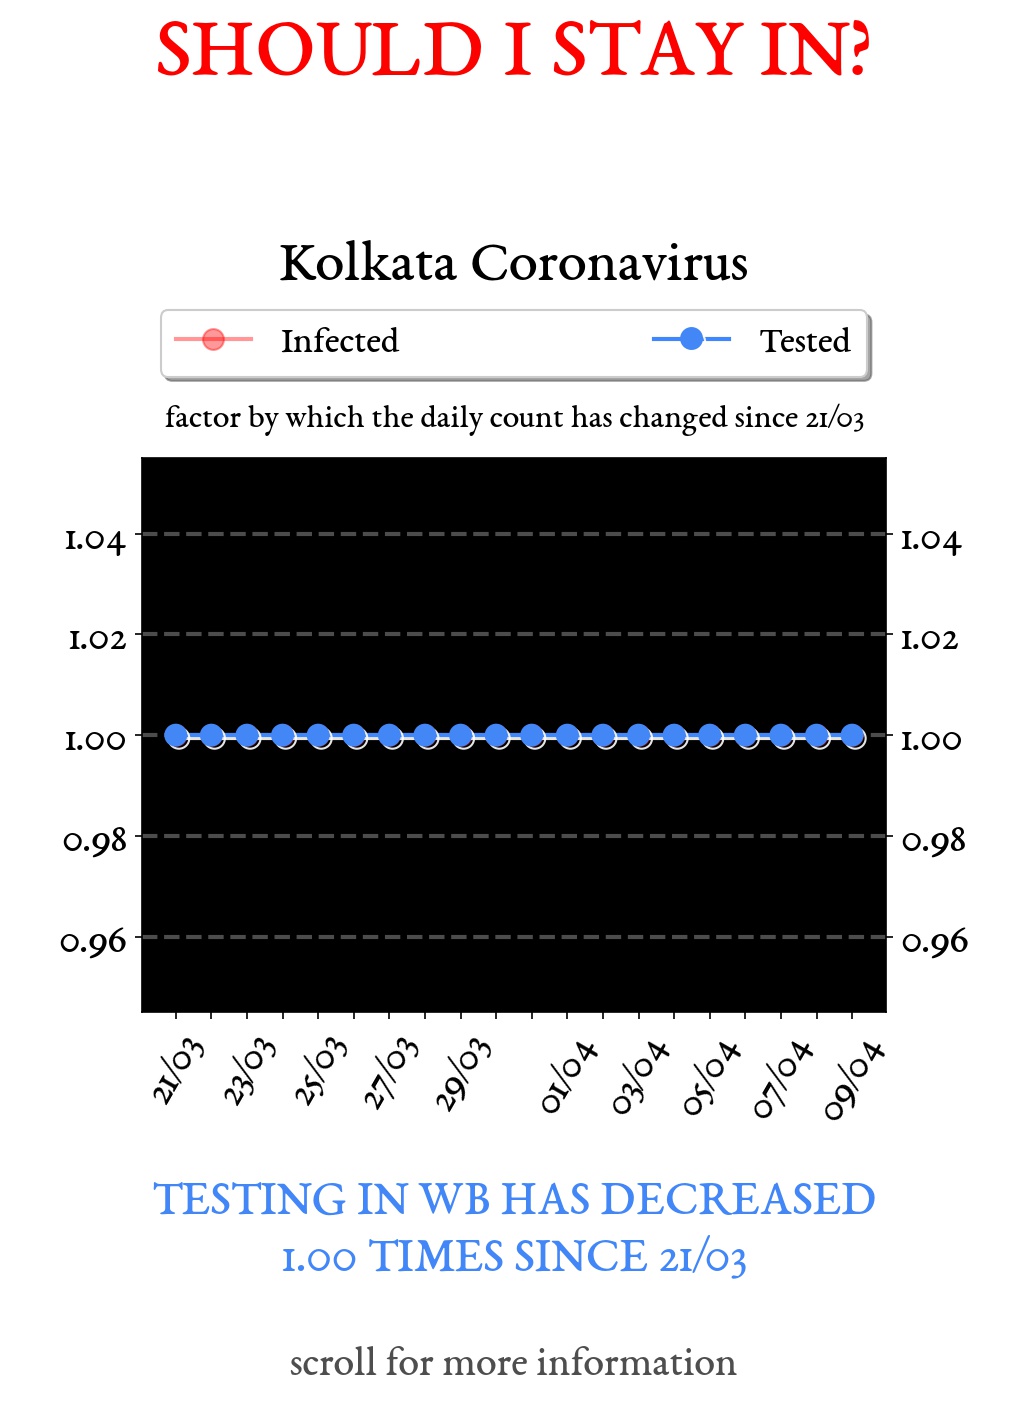 SHOULD I STAY IN?
Kolkata Coronavirus
Infected Tested
factor by which the daily count has changed since 21/03
1.04 1.04
1.02 1.02
1.00 1.00
0.98 0.98
0.96 0.96
21/03 23/03 25/03 27/03 29/03 01/04 03/04 05/04 07/04 09/04
TESTING IN WB HAS DECREASED
1.00 TIMES SINCE 21/03
scroll for more information